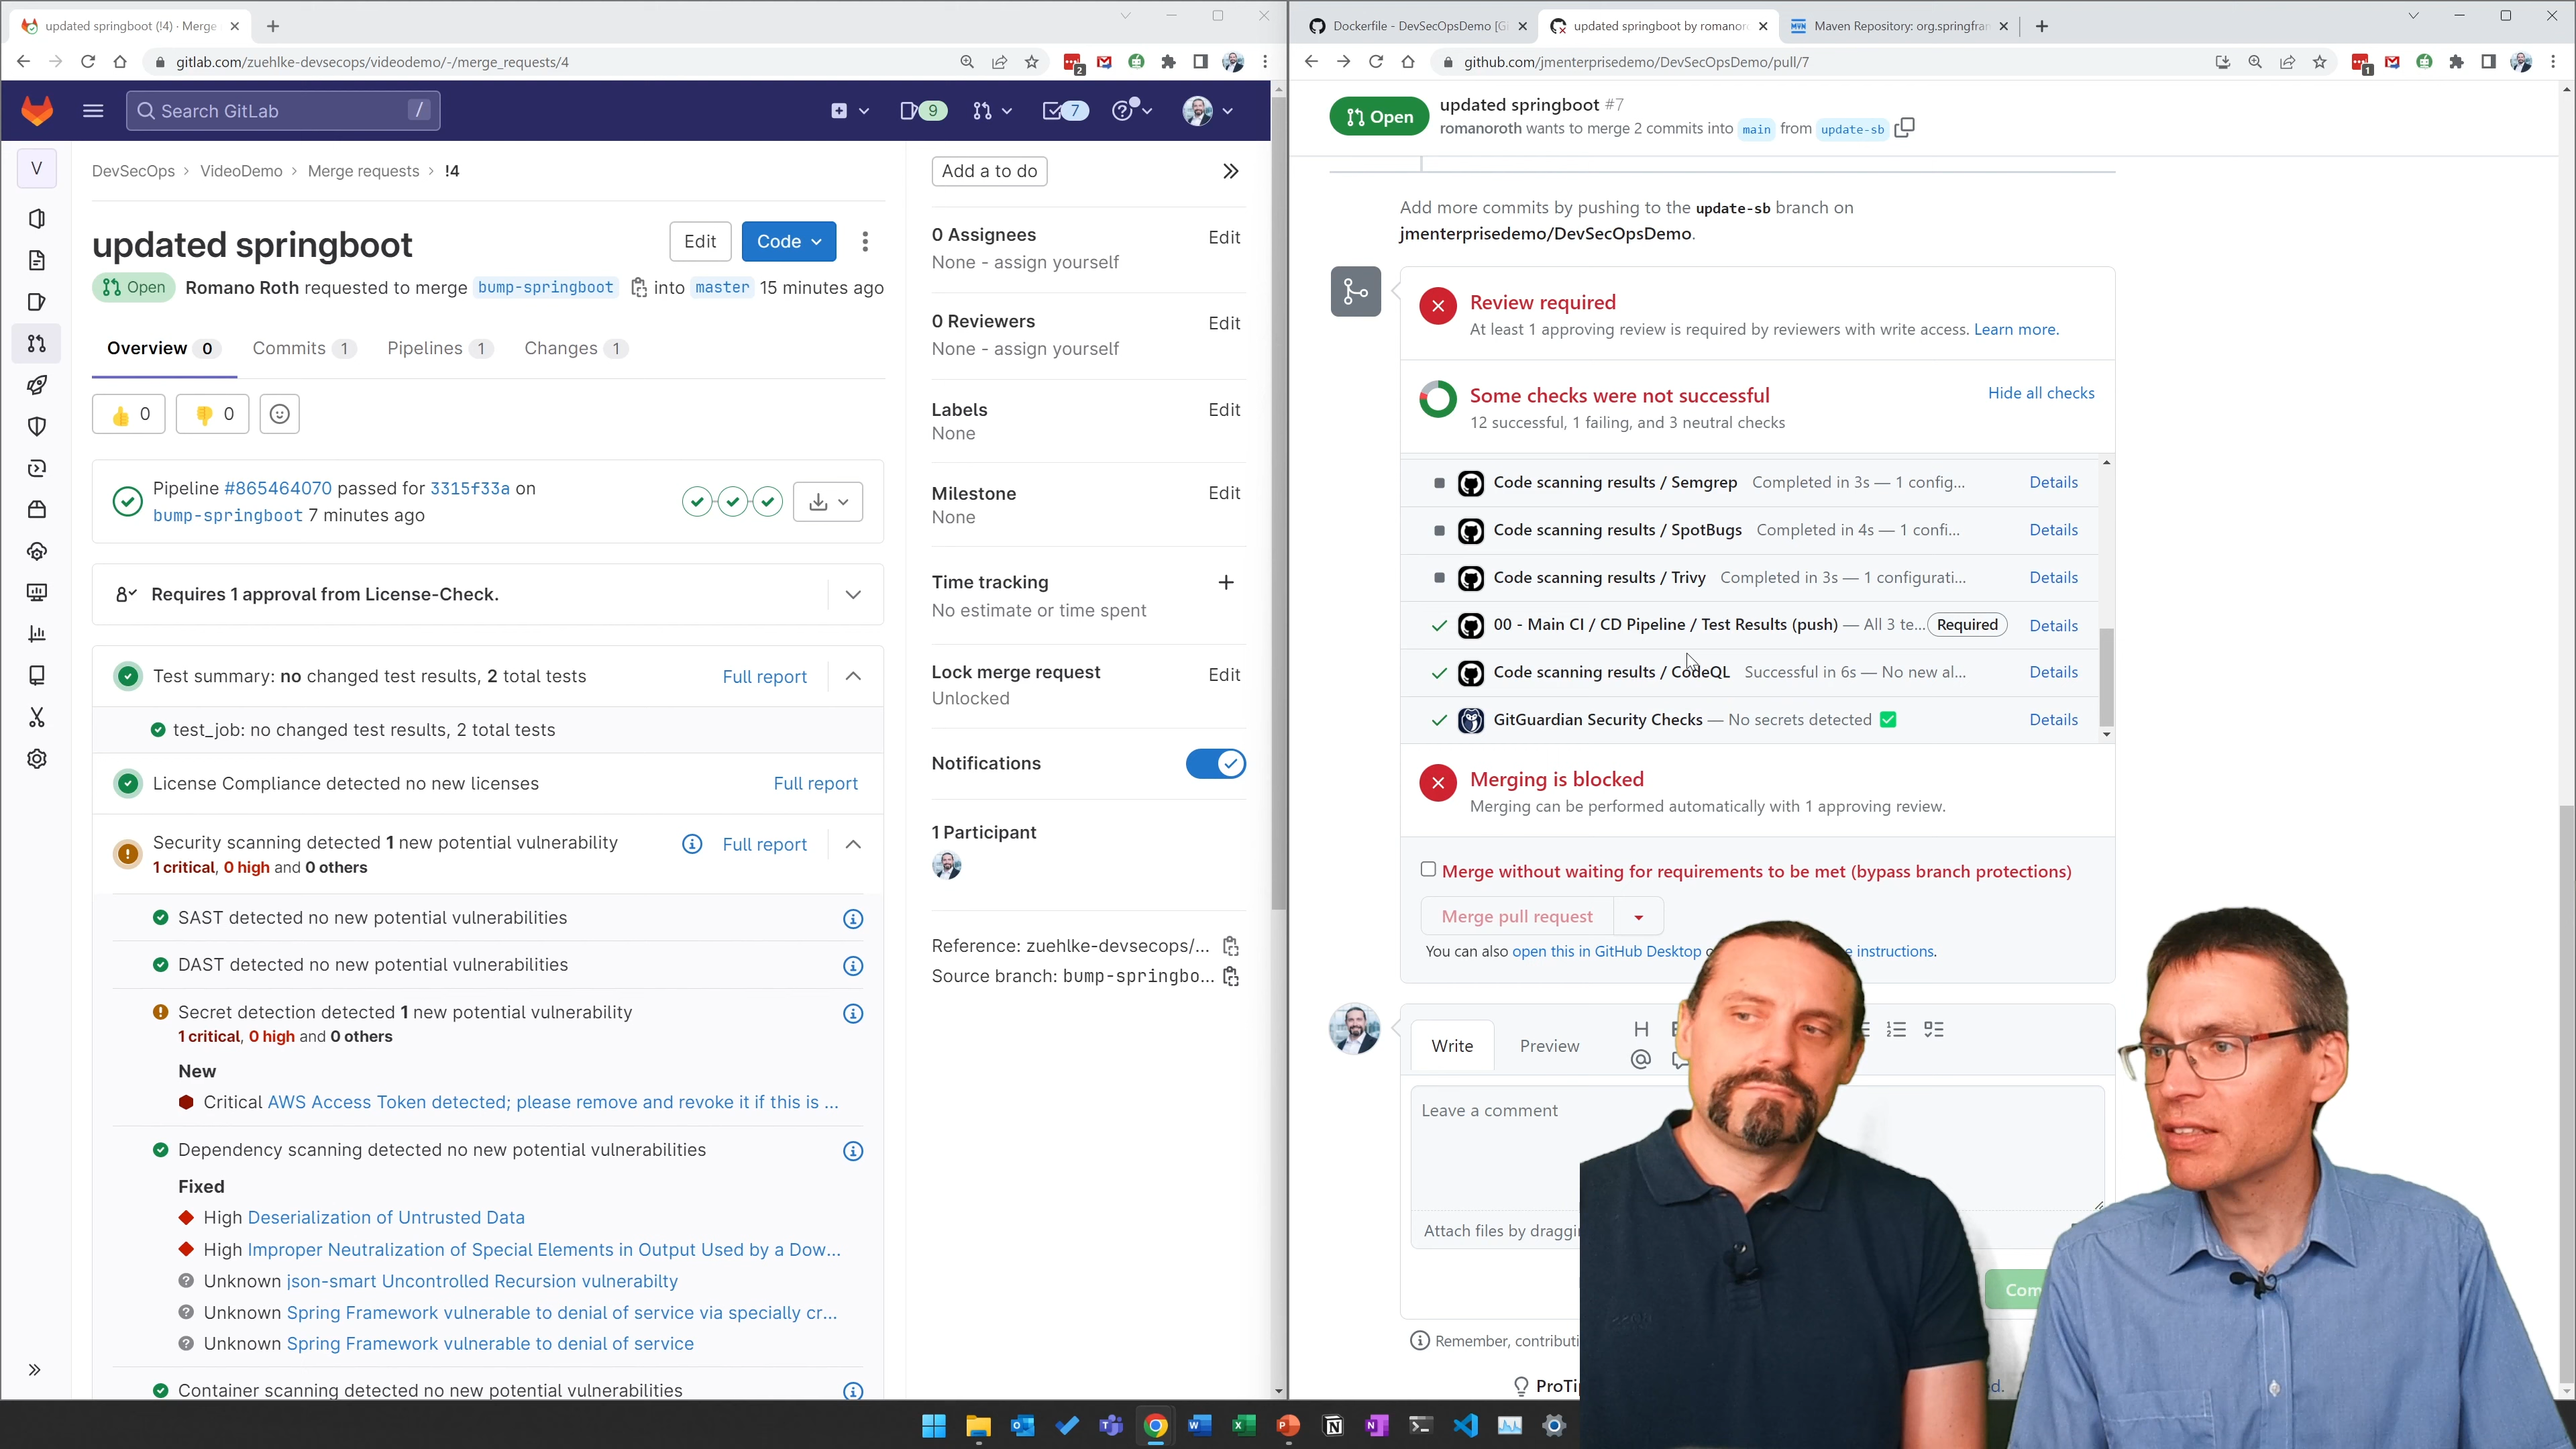 updated springboot (!4) · Merge
gitlab.com/zuehlke-devsecops/videodemo/-/merge_requests/4
2
Search GitLab
/
9
7
V
DevSecOps › VideoDemo › Merge requests › !4
updated springboot
Edit
Code
Open
Romano Roth requested to merge bump-springboot into master 15 minutes ago
Overview 0
Commits 1
Pipelines 1
Changes 1
0
0
Pipeline #865464070 passed for 3315f33a on
bump-springboot 7 minutes ago
Requires 1 approval from License-Check.
Test summary: no changed test results, 2 total tests
Full report
test_job: no changed test results, 2 total tests
License Compliance detected no new licenses
Full report
Security scanning detected 1 new potential vulnerability
Full report
1 critical, 0 high and 0 others
SAST detected no new potential vulnerabilities
DAST detected no new potential vulnerabilities
Secret detection detected 1 new potential vulnerability
1 critical, 0 high and 0 others
New
Critical AWS Access Token detected; please remove and revoke it if this is ...
Dependency scanning detected no new potential vulnerabilities
Fixed
High Deserialization of Untrusted Data
High Improper Neutralization of Special Elements in Output Used by a Dow...
Unknown json-smart Uncontrolled Recursion vulnerabilty
Unknown Spring Framework vulnerable to denial of service via specially cr...
Unknown Spring Framework vulnerable to denial of service
Container scanning detected no new potential vulnerabilities
Add a to do
0 Assignees
Edit
None - assign yourself
0 Reviewers
Edit
None - assign yourself
Labels
Edit
None
Milestone
Edit
None
Time tracking
No estimate or time spent
Lock merge request
Edit
Unlocked
Notifications
1 Participant
Reference: zuehlke-devsecops/...
Source branch: bump-springbo...
Dockerfile - DevSecOpsDemo [Gi
updated springboot by romanoro
Maven Repository: org.springfran
github.com/jmenterprisedemo/DevSecOpsDemo/pull/7
1
Open
updated springboot #7
romanoroth wants to merge 2 commits into main from update-sb
Add more commits by pushing to the update-sb branch on
jmenterprisedemo/DevSecOpsDemo.
Review required
At least 1 approving review is required by reviewers with write access. Learn more.
Some checks were not successful
Hide all checks
12 successful, 1 failing, and 3 neutral checks
Code scanning results / Semgrep Completed in 3s — 1 config...
Details
Code scanning results / SpotBugs Completed in 4s — 1 confi...
Details
Code scanning results / Trivy Completed in 3s — 1 configurati...
Details
00 - Main CI / CD Pipeline / Test Results (push) — All 3 te...
Required
Details
Code scanning results / CodeQL Successful in 6s — No new al...
Details
GitGuardian Security Checks — No secrets detected
Details
Merging is blocked
Merging can be performed automatically with 1 approving review.
Merge without waiting for requirements to be met (bypass branch protections)
Merge pull request
You can also open this in GitHub Desktop
instructions.
Write
Preview
H
Leave a comment
Attach files by draggi
Com
Remember, contributi
ProTi